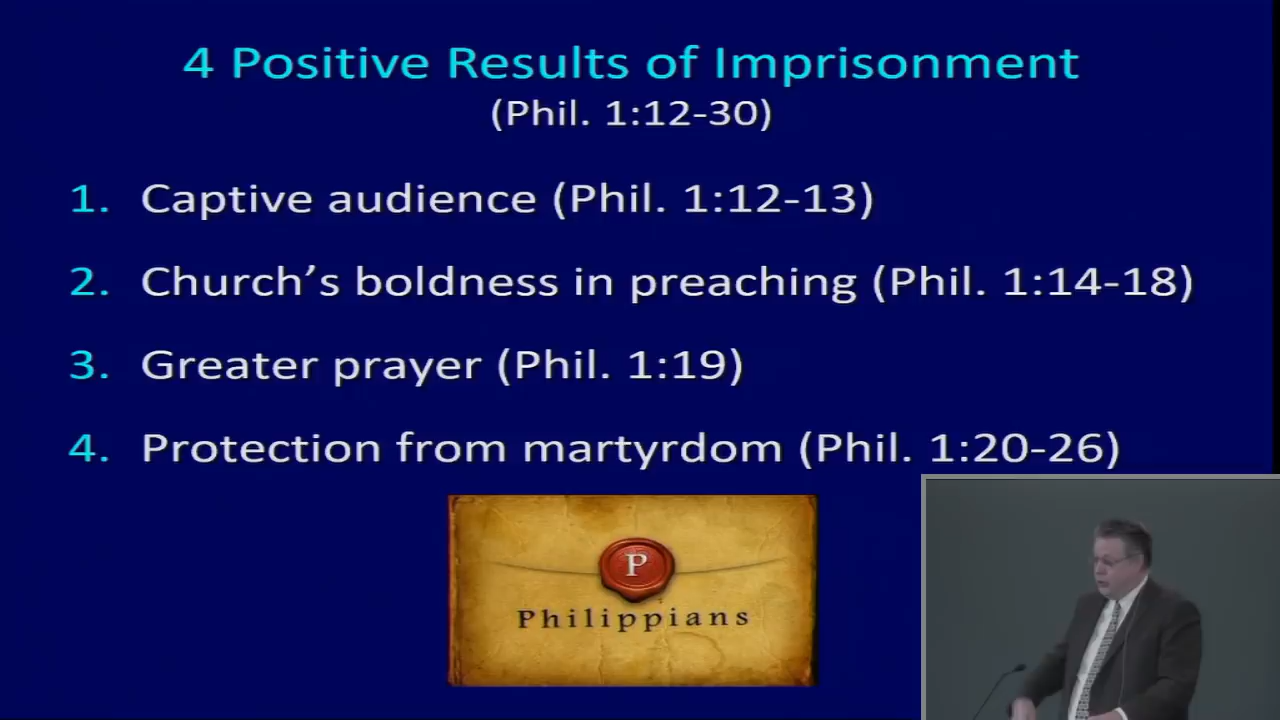 4 Positive Results of Imprisonment
(Phil. 1:12-30)
1. Captive audience (Phil. 1:12-13)
2. Church’s boldness in preaching (Phil. 1:14-18)
3. Greater prayer (Phil. 1:19)
4. Protection from martyrdom (Phil. 1:20-26)
P
Philippians